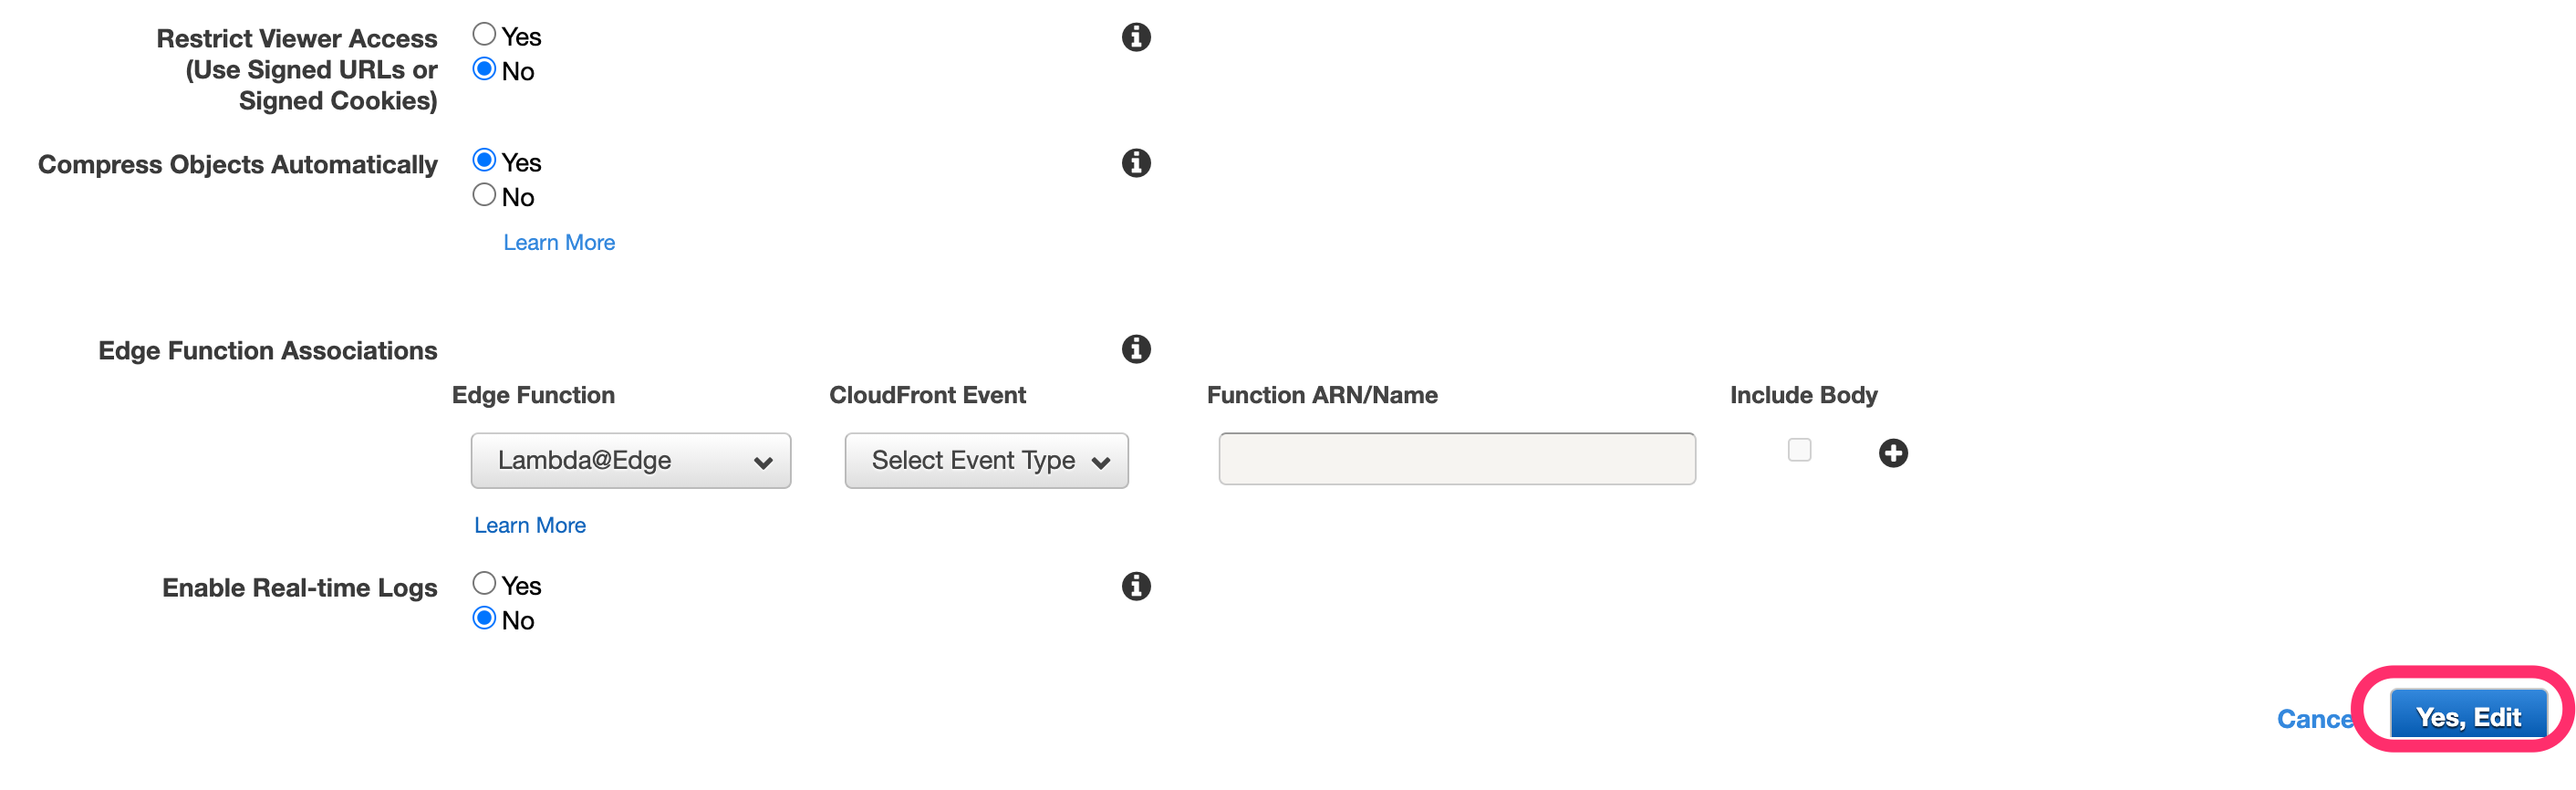 Restrict Viewer Access
(Use Signed URLs or
Signed Cookies)
Yes
No
Compress Objects Automatically
Yes
No
Learn More
Edge Function Associations
Edge Function
CloudFront Event
Function ARN/Name
Include Body
Lambda@Edge
Select Event Type
Learn More
Enable Real-time Logs
Yes
No
Cance
Yes, Edit